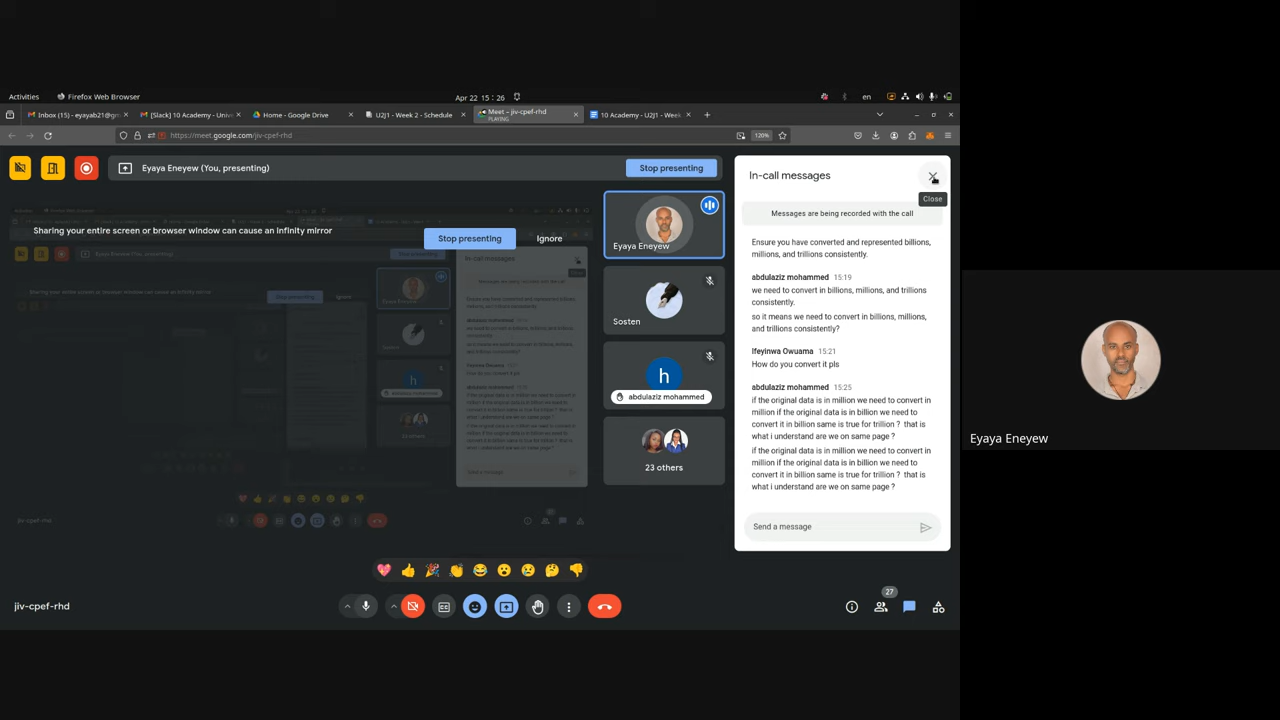 Activities
Firefox Web Browser
Apr 22 15:26
en
Inbox (15) - eyayab21@gm
[Slack] 10 Academy - Unive
Home - Google Drive
U2J1 - Week 2 - Schedule
Meet – jiv-cpef-rhd
PLAYING
10 Academy - U2J1 - Week
https://meet.google.com/jiv-cpef-rhd
120%
Eyaya Eneyew (You, presenting)
Stop presenting
Sharing your entire screen or browser window can cause an infinity mirror
Stop presenting
Ignore
Eyaya Eneyew
Sosten
h
abdulaziz mohammed
23 others
In-call messages
Close
Messages are being recorded with the call
Ensure you have converted and represented billions,
millions, and trillions consistently.
abdulaziz mohammed 15:19
we need to convert in billions, millions, and trillions
consistently.
so it means we need to convert in billions, millions,
and trillions consistently?
Ifeyinwa Owuama 15:21
How do you convert it pls
abdulaziz mohammed 15:25
if the original data is in million we need to convert in
million if the original data is in billion we need to
convert it in billion same is true for trillion ? that is
what i understand are we on same page ?
if the original data is in million we need to convert in
million if the original data is in billion we need to
convert it in billion same is true for trillion ? that is
what i understand are we on same page ?
Send a message
jiv-cpef-rhd
27
Eyaya Eneyew